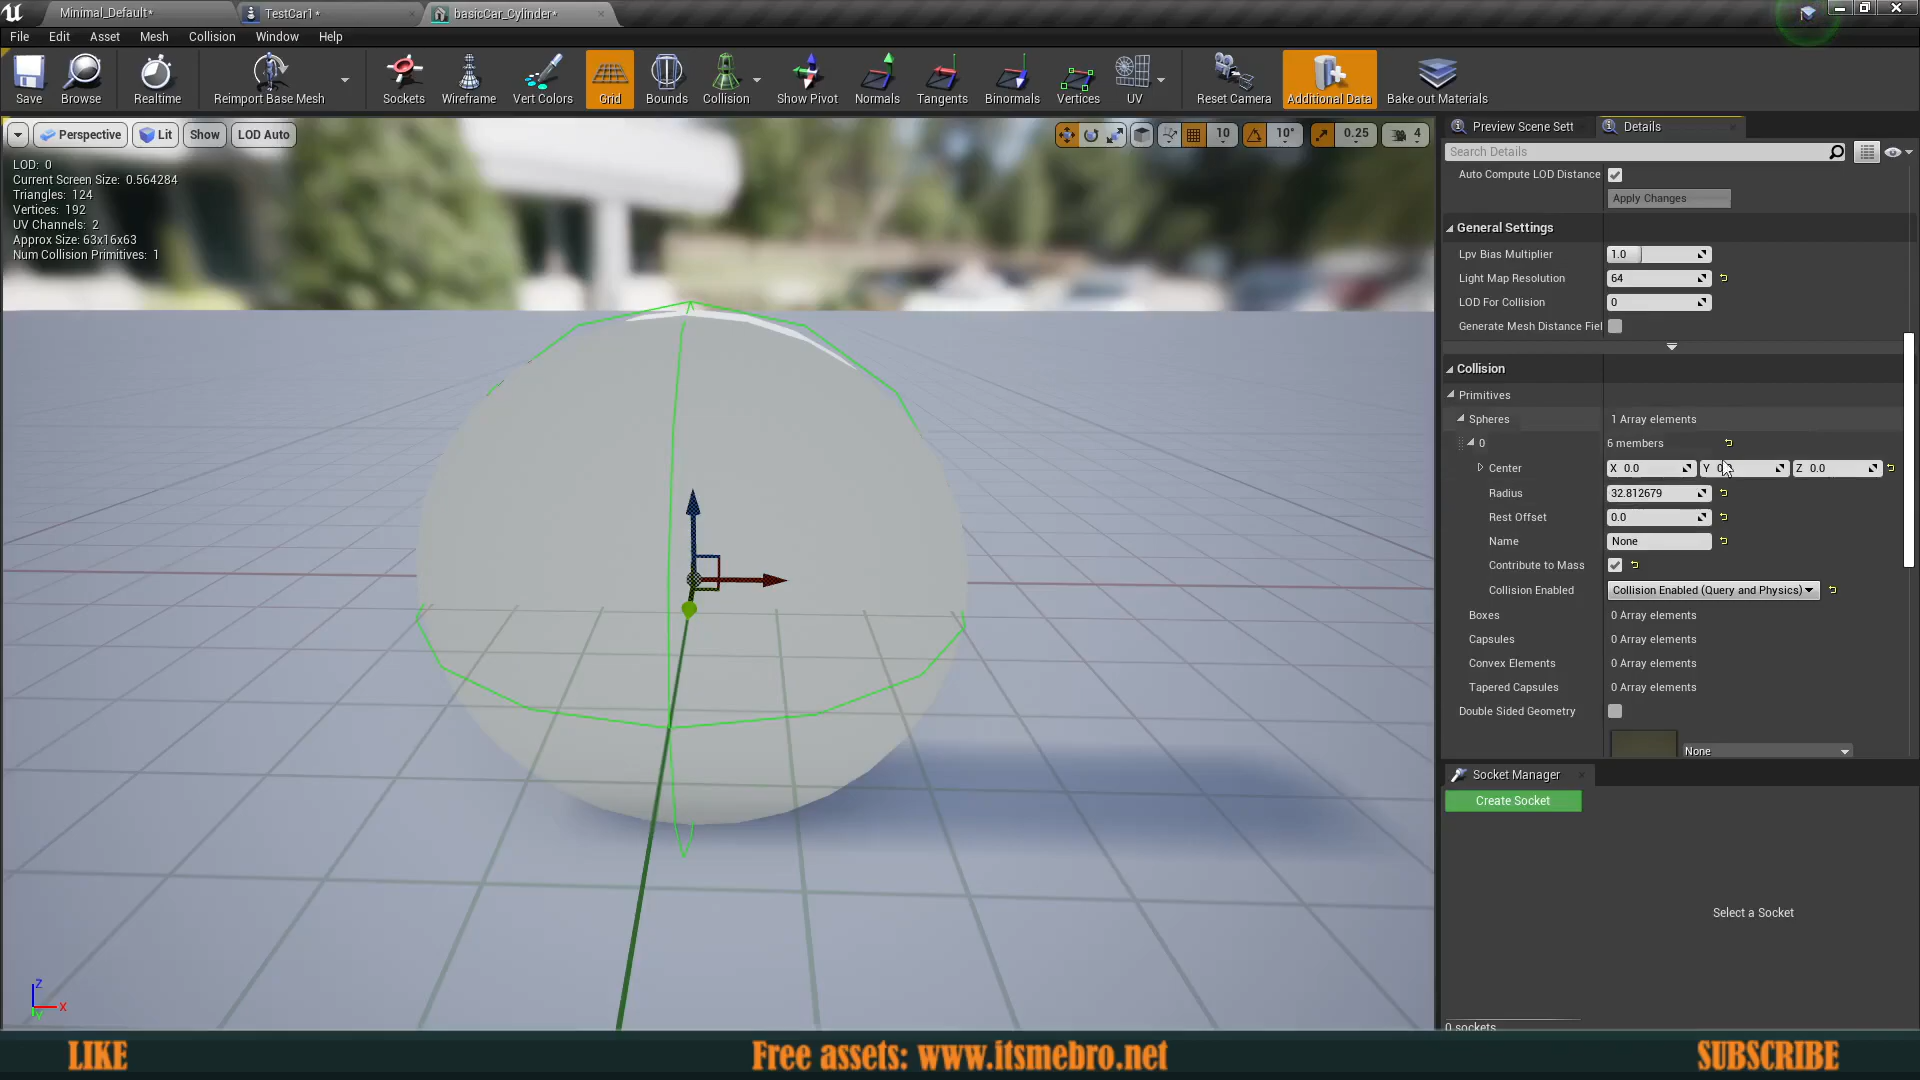 Minimal_Default*
TestCar1*
basicCar_Cylinder*
File Edit Asset Mesh Collision Window Help
Save Browse Realtime Reimport Base Mesh Sockets Wireframe Vert Colors Grid Bounds Collision Show Pivot Normals Tangents Binormals Vertices UV Reset Camera Additional Data Bake out Materials
Perspective Lit Show LOD Auto
10 10° 0.25 4
LOD: 0
Current Screen Size: 0.564284
Triangles: 124
Vertices: 192
UV Channels: 2
Approx Size: 63x16x63
Num Collision Primitives: 1
Z
X
Preview Scene Sett Details
Search Details
Auto Compute LOD Distance
Apply Changes
General Settings
Lpv Bias Multiplier 1.0
Light Map Resolution 64
LOD For Collision 0
Generate Mesh Distance Fiel
Collision
Primitives
Spheres 1 Array elements
0 6 members
Center X 0.0 Y Z 0.0
Radius 32.812679
Rest Offset 0.0
Name None
Contribute to Mass
Collision Enabled Collision Enabled (Query and Physics)
Boxes 0 Array elements
Capsules 0 Array elements
Convex Elements 0 Array elements
Tapered Capsules 0 Array elements
Double Sided Geometry
None
Socket Manager
Create Socket
Select a Socket
0 sockets
LIKE Free assets: www.itsmebro.net SUBSCRIBE